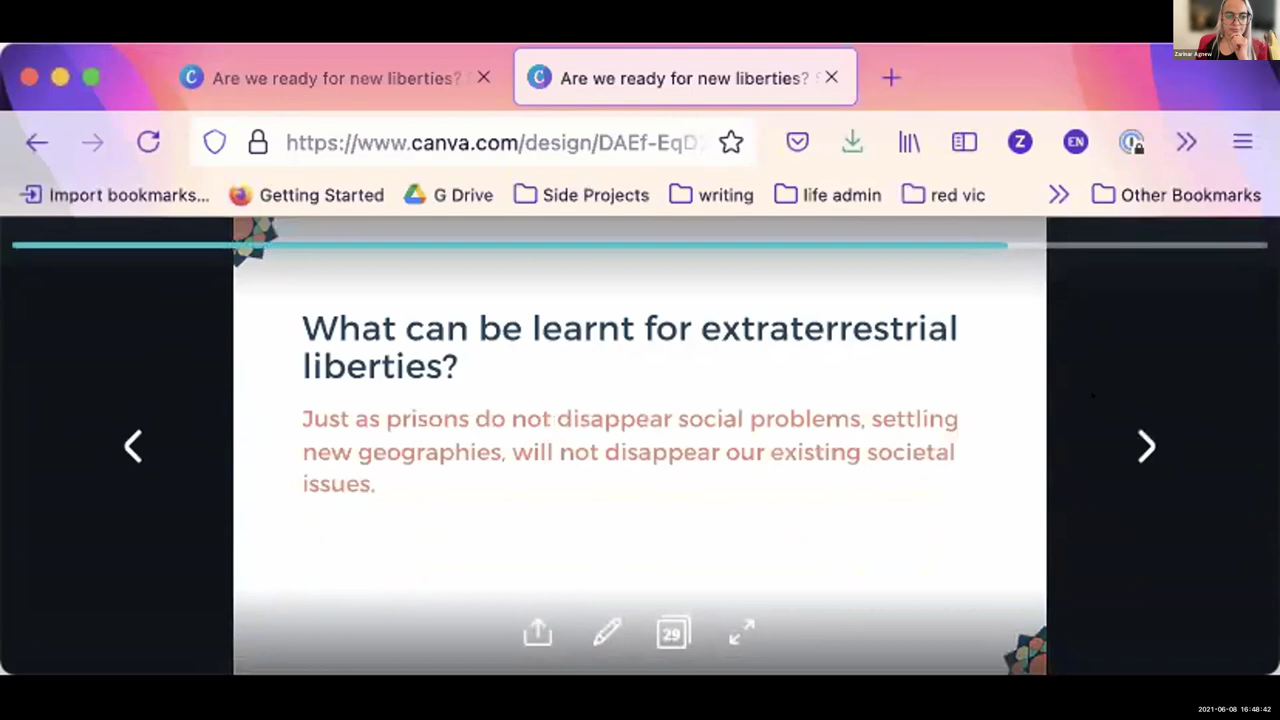 Zarinah Agnew
Are we ready for new liberties?
Are we ready for new liberties?
https://www.canva.com/design/DAEf-EqD
Z
EN
Import bookmarks...
Getting Started
G Drive
Side Projects
writing
life admin
red vic
Other Bookmarks
What can be learnt for extraterrestrial
liberties?
Just as prisons do not disappear social problems, settling
new geographies, will not disappear our existing societal
issues.
29
2021-06-08 16:48:42